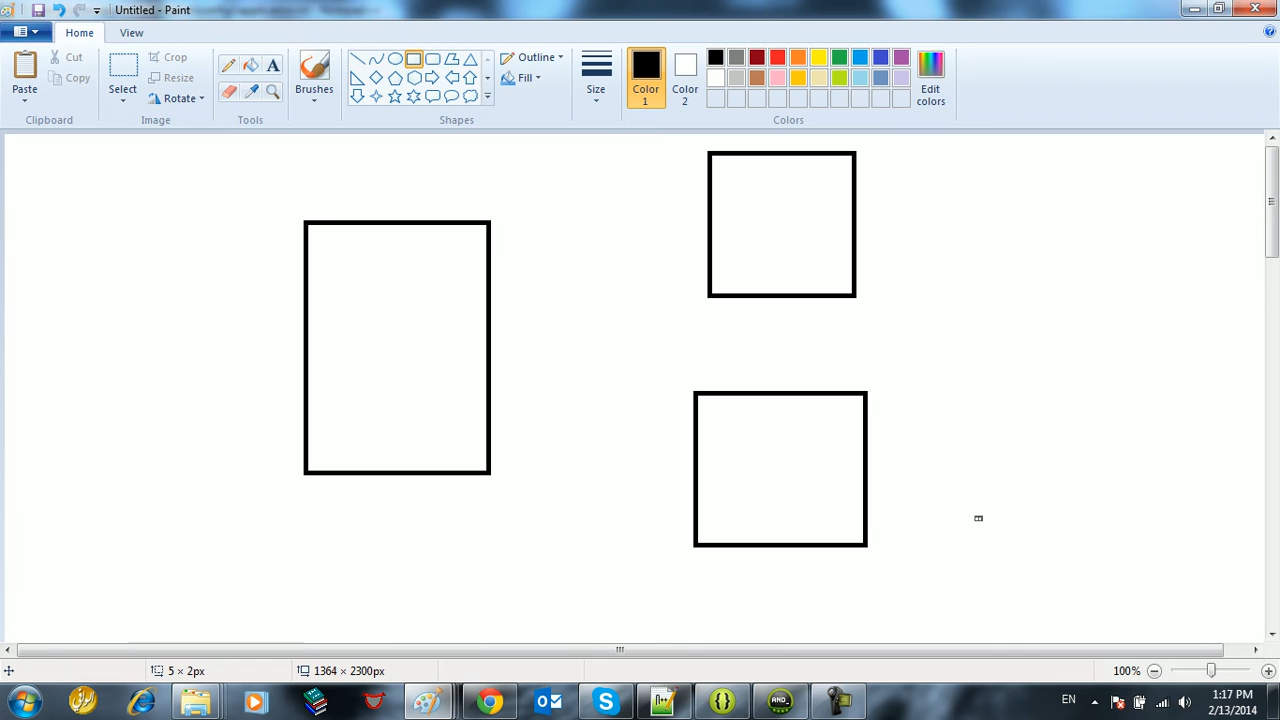 Untitled - Paint
Home
View
Paste
Cut
Copy
Select
Crop
Resize
Rotate
A
Brushes
Outline
Fill
Size
Color
1
Color
2
Edit
colors
Clipboard
Image
Tools
Shapes
Colors
5 × 2px
1364 × 2300px
100%
EN
1:17 PM
2/13/2014